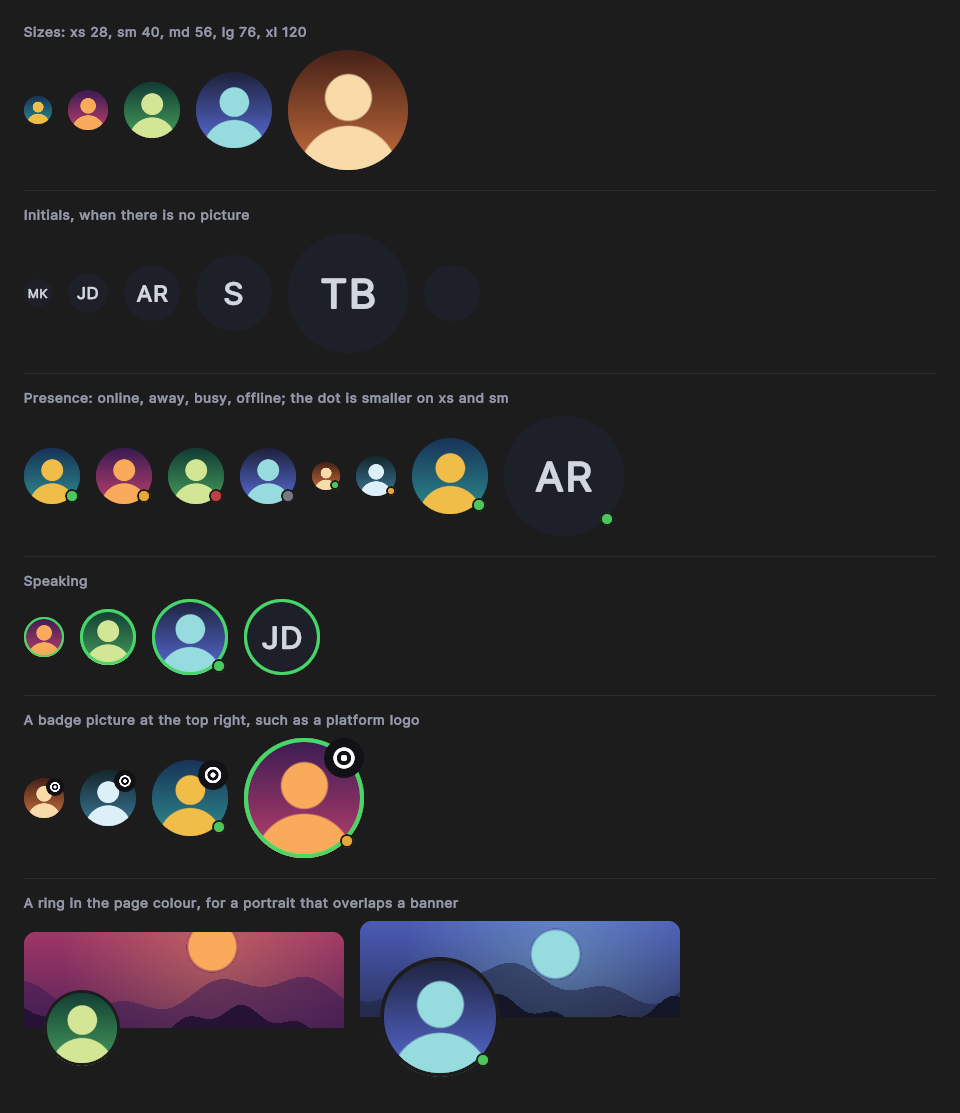 Sizes: xs 28, sm 40, md 56, lg 76, xl 120
Initials, when there is no picture
MK JD AR S TB
Presence: online, away, busy, offline; the dot is smaller on xs and sm
AR
Speaking
JD
A badge picture at the top right, such as a platform logo
A ring in the page colour, for a portrait that overlaps a banner